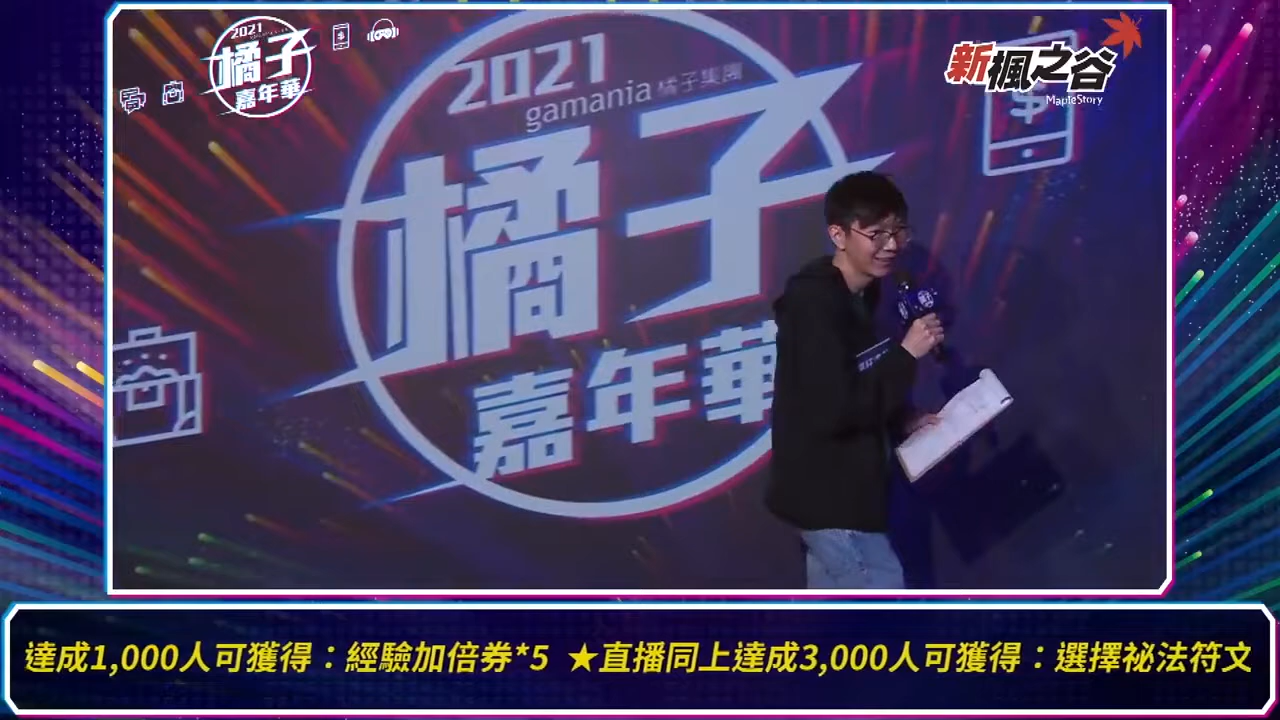 2021
橘子
嘉年華
新楓之谷
MapleStory
2021
gamania 橘子集團
橘子
嘉年華
達成1,000人可獲得：經驗加倍券*5 ★直播同上達成3,000人可獲得：選擇祕法符文